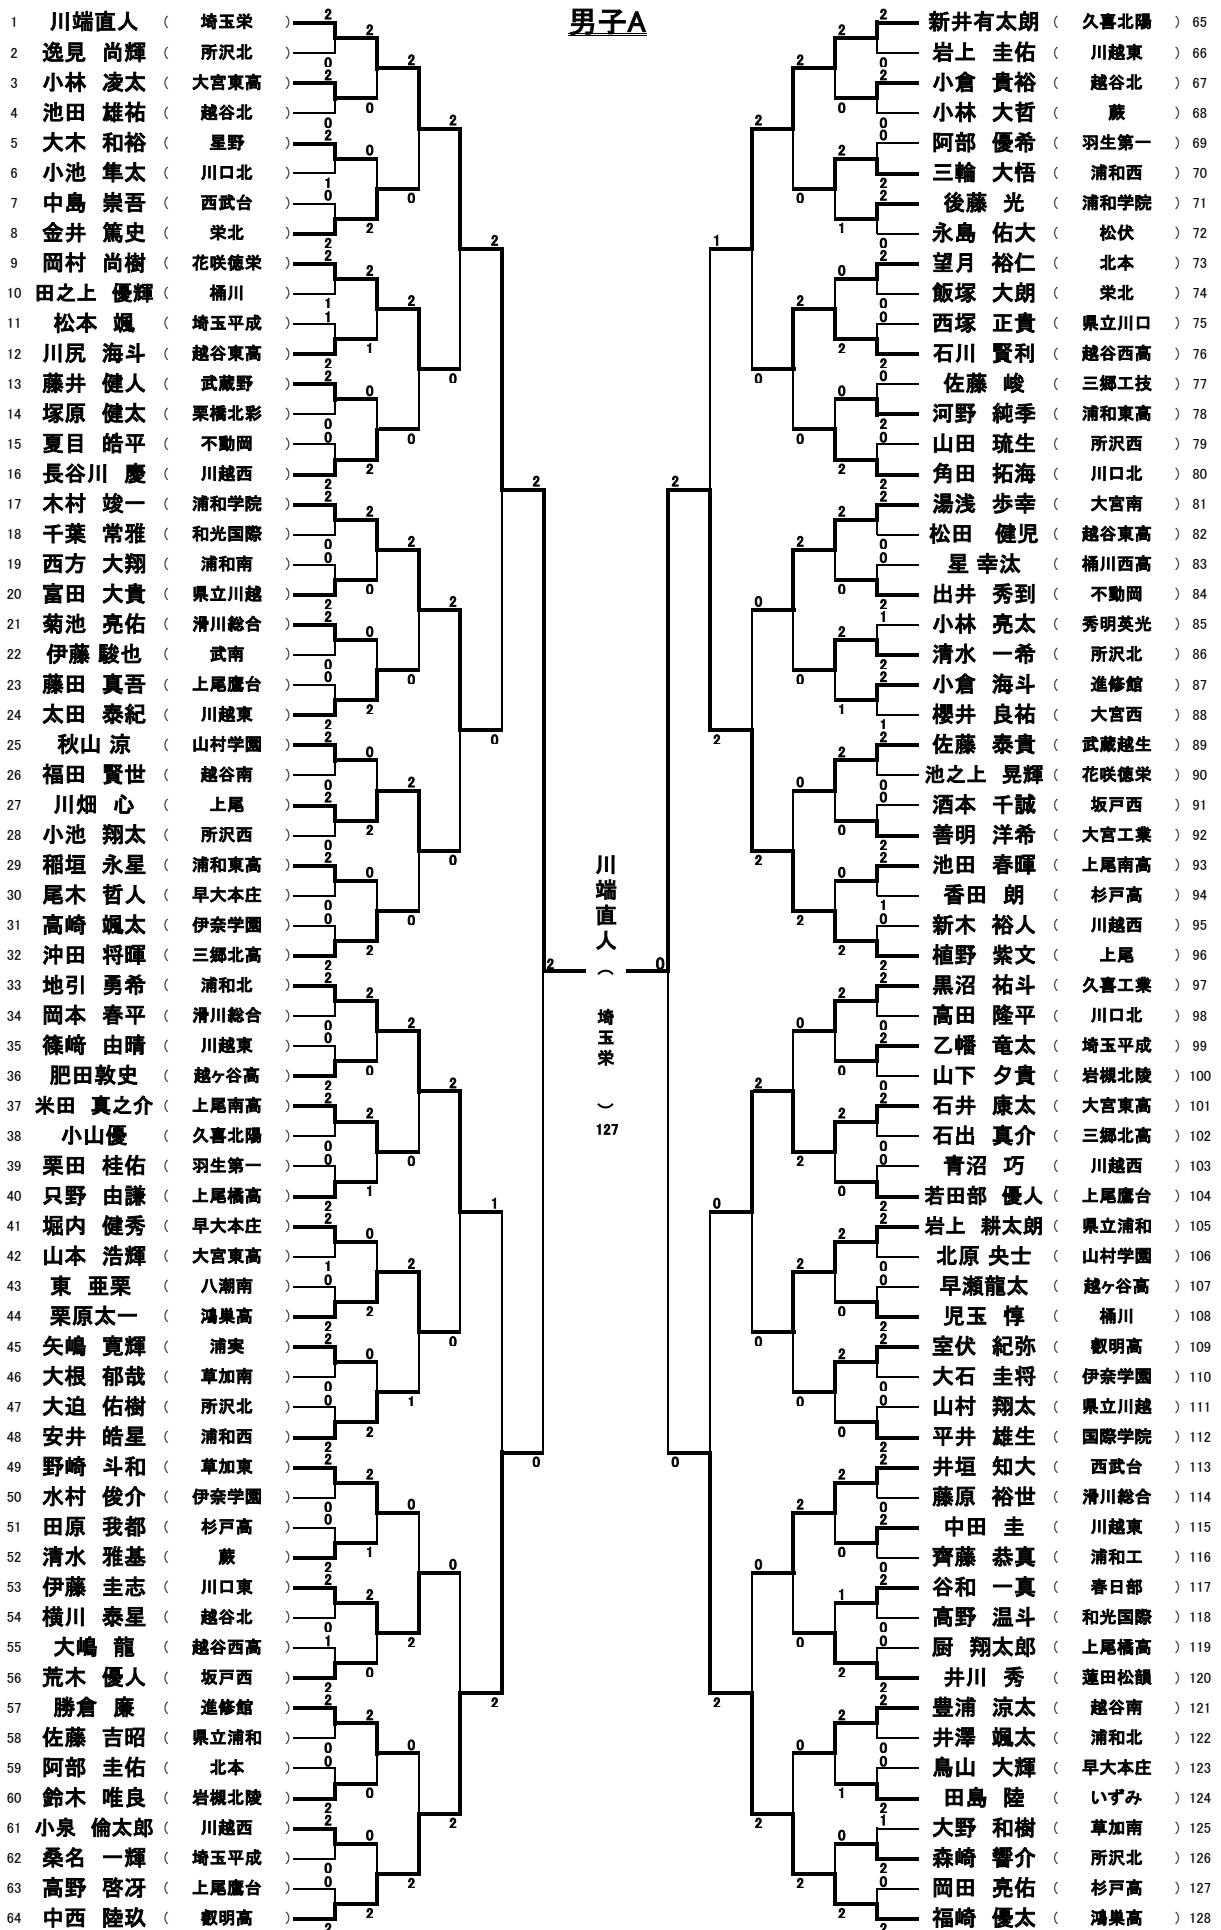 男子A
1 川端直人 （ 埼玉栄 ）
2 逸見 尚輝 （ 所沢北 ）
3 小林 凌太 （ 大宮東高 ）
4 池田 雄祐 （ 越谷北 ）
5 大木 和裕 （ 星野 ）
6 小池 隼太 （ 川口北 ）
7 中島 崇吾 （ 西武台 ）
8 金井 篤史 （ 栄北 ）
9 岡村 尚樹 （ 花咲徳栄 ）
10 田之上 優輝 （ 桶川 ）
11 松本 颯 （ 埼玉平成 ）
12 川尻 海斗 （ 越谷東高 ）
13 藤井 健人 （ 武蔵野 ）
14 塚原 健太 （ 栗橋北彩 ）
15 夏目 皓平 （ 不動岡 ）
16 長谷川 慶 （ 川越西 ）
17 木村 竣一 （ 浦和学院 ）
18 千葉 常雅 （ 和光国際 ）
19 西方 大翔 （ 浦和南 ）
20 富田 大貴 （ 県立川越 ）
21 菊池 亮佑 （ 滑川総合 ）
22 伊藤 駿也 （ 武南 ）
23 藤田 真吾 （ 上尾鷹台 ）
24 太田 泰紀 （ 川越東 ）
25 秋山 涼 （ 山村学園 ）
26 福田 賢世 （ 越谷南 ）
27 川畑 心 （ 上尾 ）
28 小池 翔太 （ 所沢西 ）
29 稲垣 永星 （ 浦和東高 ）
30 尾木 哲人 （ 早大本庄 ）
31 高崎 颯太 （ 伊奈学園 ）
32 沖田 将暉 （ 三郷北高 ）
33 地引 勇希 （ 浦和北 ）
34 岡本 春平 （ 滑川総合 ）
35 篠﨑 由晴 （ 川越東 ）
36 肥田敦史 （ 越ヶ谷高 ）
37 米田 真之介 （ 上尾南高 ）
38 小山優 （ 久喜北陽 ）
39 栗田 桂佑 （ 羽生第一 ）
40 只野 由謙 （ 上尾橘高 ）
41 堀内 健秀 （ 早大本庄 ）
42 山本 浩輝 （ 大宮東高 ）
43 東 亜栗 （ 八潮南 ）
44 栗原太一 （ 鴻巣高 ）
45 矢嶋 寛輝 （ 浦実 ）
46 大根 郁哉 （ 草加南 ）
47 大迫 佑樹 （ 所沢北 ）
48 安井 皓星 （ 浦和西 ）
49 野崎 斗和 （ 草加東 ）
50 水村 俊介 （ 伊奈学園 ）
51 田原 我都 （ 杉戸高 ）
52 清水 雅基 （ 蕨 ）
53 伊藤 圭志 （ 川口東 ）
54 横川 泰星 （ 越谷北 ）
55 大嶋 龍 （ 越谷西高 ）
56 荒木 優人 （ 坂戸西 ）
57 勝倉 廉 （ 進修館 ）
58 佐藤 吉昭 （ 県立浦和 ）
59 阿部 圭佑 （ 北本 ）
60 鈴木 唯良 （ 岩槻北陵 ）
61 小泉 倫太郎 （ 川越西 ）
62 桑名 一輝 （ 埼玉平成 ）
63 高野 啓冴 （ 上尾鷹台 ）
64 中西 陸玖 （ 叡明高 ）
川端直人（ 埼玉栄 ）
127
新井有太朗 （ 久喜北陽 ） 65
岩上 圭佑 （ 川越東 ） 66
小倉 貴裕 （ 越谷北 ） 67
小林 大哲 （ 蕨 ） 68
阿部 優希 （ 羽生第一 ） 69
三輪 大悟 （ 浦和西 ） 70
後藤 光 （ 浦和学院 ） 71
永島 佑大 （ 松伏 ） 72
望月 裕仁 （ 北本 ） 73
飯塚 大朗 （ 栄北 ） 74
西塚 正貴 （ 県立川口 ） 75
石川 賢利 （ 越谷西高 ） 76
佐藤 峻 （ 三郷工技 ） 77
河野 純季 （ 浦和東高 ） 78
山田 琉生 （ 所沢西 ） 79
角田 拓海 （ 川口北 ） 80
湯浅 歩幸 （ 大宮南 ） 81
松田 健児 （ 越谷東高 ） 82
星 幸汰 （ 桶川西高 ） 83
出井 秀到 （ 不動岡 ） 84
小林 亮太 （ 秀明英光 ） 85
清水 一希 （ 所沢北 ） 86
小倉 海斗 （ 進修館 ） 87
櫻井 良祐 （ 大宮西 ） 88
佐藤 泰貴 （ 武蔵越生 ） 89
池之上 晃輝 （ 花咲徳栄 ） 90
酒本 千誠 （ 坂戸西 ） 91
善明 洋希 （ 大宮工業 ） 92
池田 春暉 （ 上尾南高 ） 93
香田 朗 （ 杉戸高 ） 94
新木 裕人 （ 川越西 ） 95
植野 紫文 （ 上尾 ） 96
黒沼 祐斗 （ 久喜工業 ） 97
高田 隆平 （ 川口北 ） 98
乙幡 竜太 （ 埼玉平成 ） 99
山下 夕貴 （ 岩槻北陵 ） 100
石井 康太 （ 大宮東高 ） 101
石出 真介 （ 三郷北高 ） 102
青沼 巧 （ 川越西 ） 103
若田部 優人 （ 上尾鷹台 ） 104
岩上 耕太朗 （ 県立浦和 ） 105
北原 央士 （ 山村学園 ） 106
早瀬龍太 （ 越ヶ谷高 ） 107
児玉 惇 （ 桶川 ） 108
室伏 紀弥 （ 叡明高 ） 109
大石 圭将 （ 伊奈学園 ） 110
山村 翔太 （ 県立川越 ） 111
平井 雄生 （ 国際学院 ） 112
井垣 知大 （ 西武台 ） 113
藤原 裕世 （ 滑川総合 ） 114
中田 圭 （ 川越東 ） 115
齊藤 恭真 （ 浦和工 ） 116
谷和 一真 （ 春日部 ） 117
髙野 温斗 （ 和光国際 ） 118
厨 翔太郎 （ 上尾橘高 ） 119
井川 秀 （ 蓮田松韻 ） 120
豊浦 涼太 （ 越谷南 ） 121
井澤 颯太 （ 浦和北 ） 122
鳥山 大輝 （ 早大本庄 ） 123
田島 陸 （ いずみ ） 124
大野 和樹 （ 草加南 ） 125
森崎 響介 （ 所沢北 ） 126
岡田 亮佑 （ 杉戸高 ） 127
福崎 優太 （ 鴻巣高 ） 128